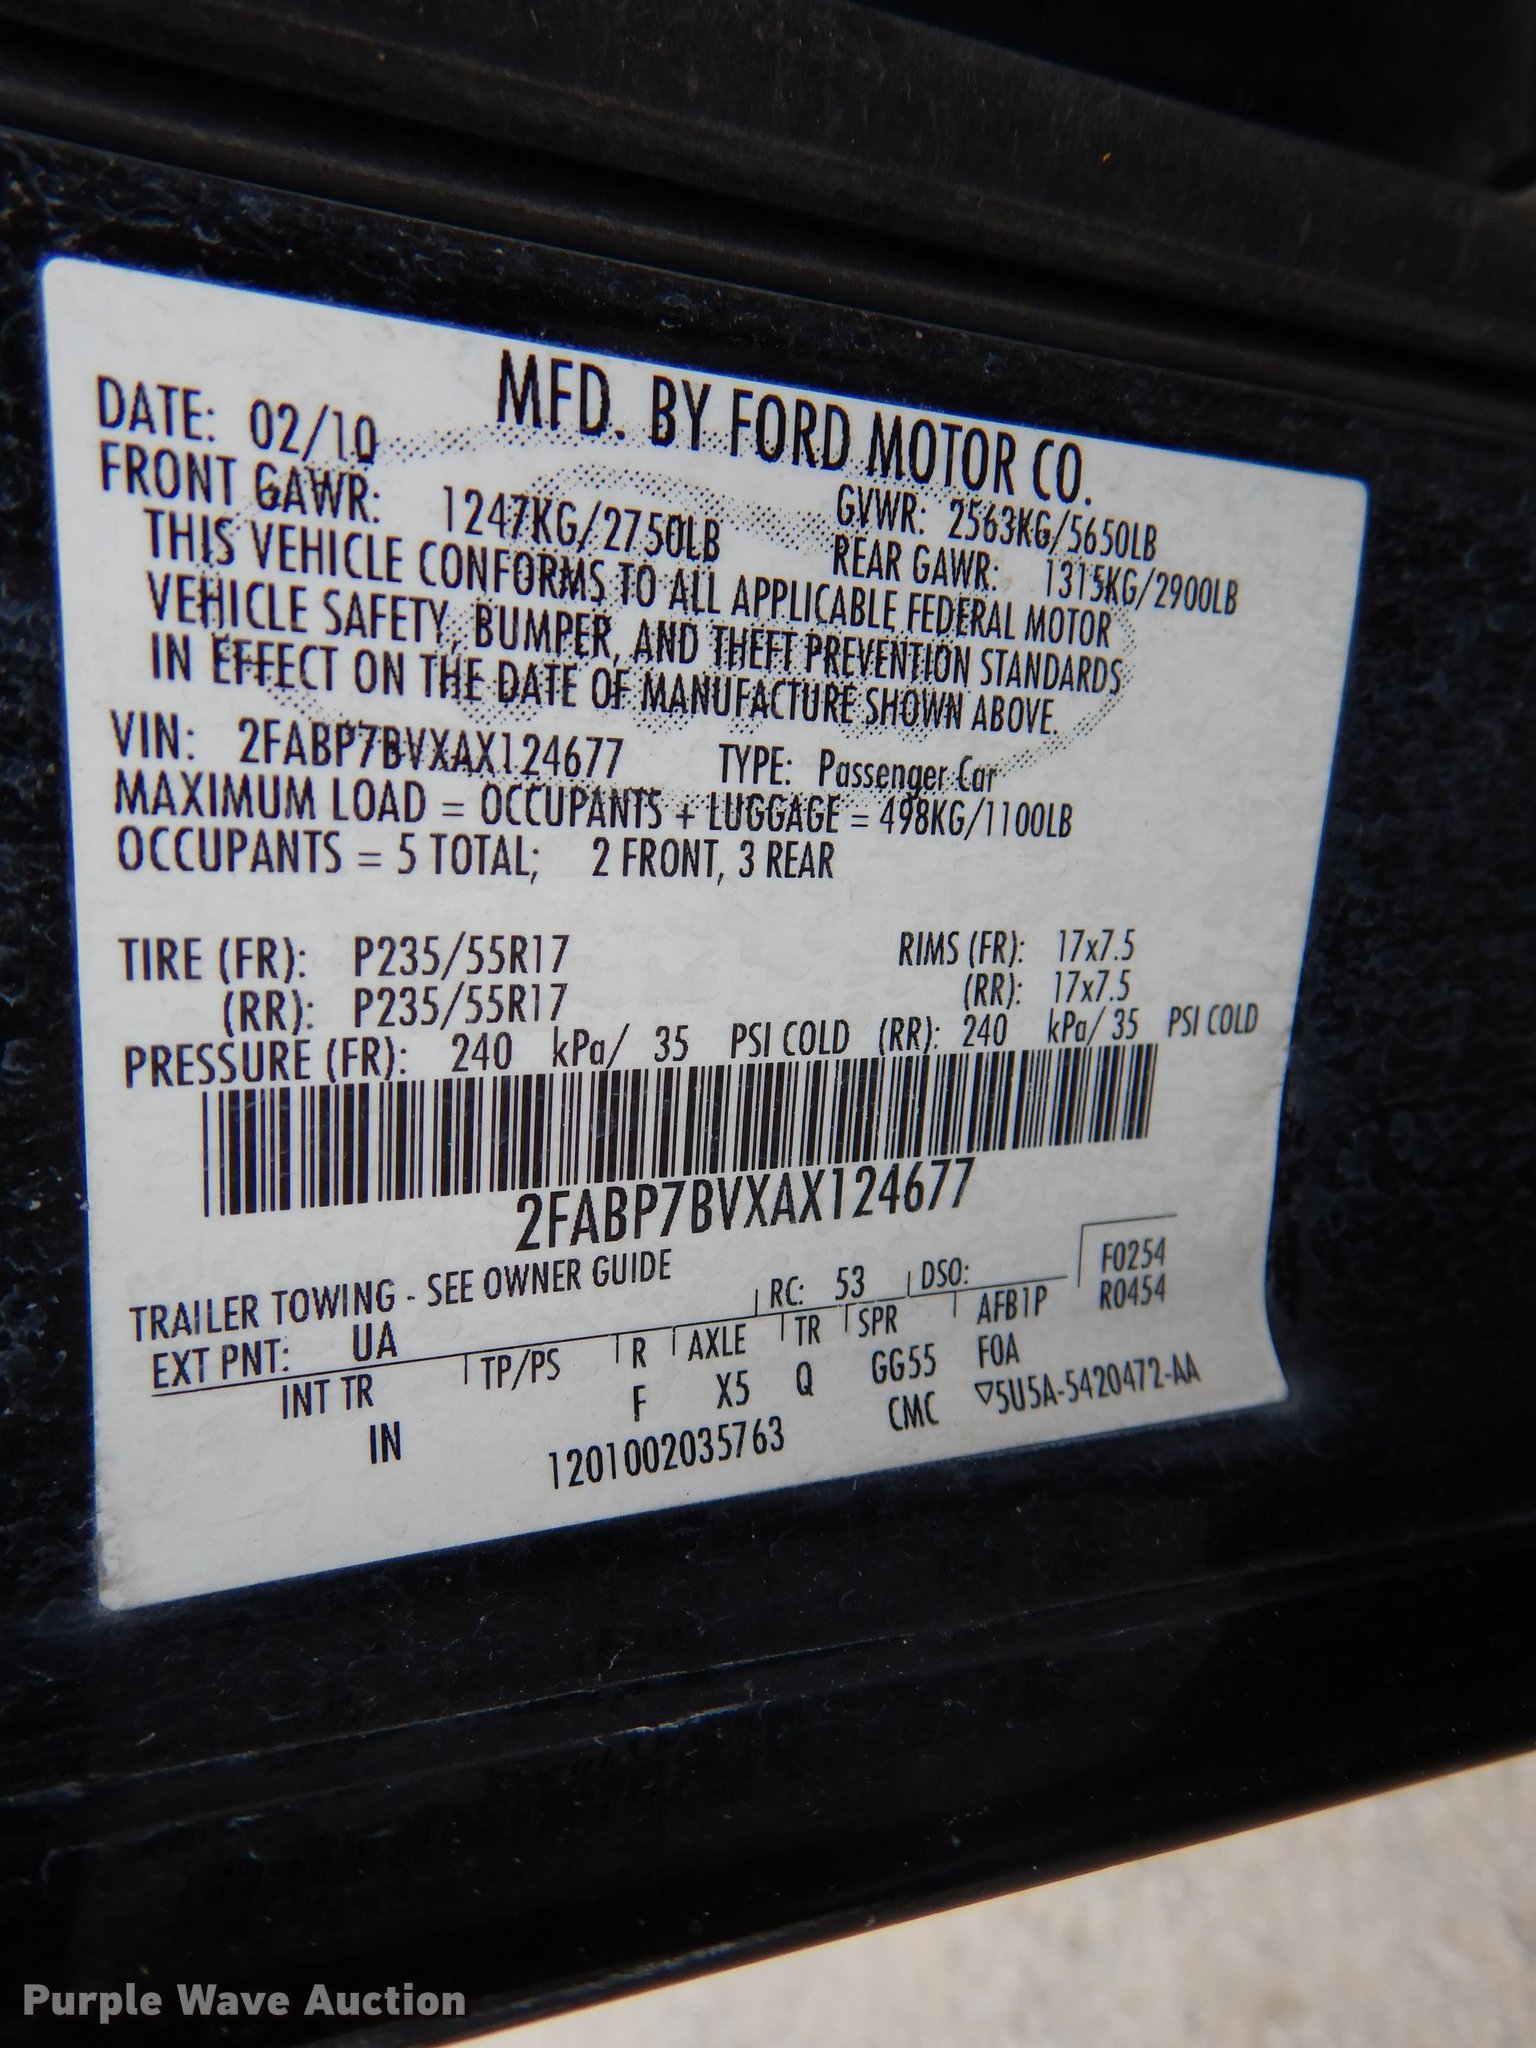 MFD. BY FORD MOTOR CO.
DATE: 02/10
GVWR: 2563KG/5650LB
FRONT GAWR: 1247KG/2750LB
REAR GAWR: 1315KG/2900LB
THIS VEHICLE CONFORMS TO ALL APPLICABLE FEDERAL MOTOR
VEHICLE SAFETY, BUMPER, AND THEFT PREVENTION STANDARDS
IN EFFECT ON THE DATE OF MANUFACTURE SHOWN ABOVE.
VIN: 2FABP7BVXAX124677 TYPE: Passenger Car
MAXIMUM LOAD = OCCUPANTS + LUGGAGE = 498KG/1100LB
OCCUPANTS = 5 TOTAL; 2 FRONT, 3 REAR
TIRE (FR): P235/55R17 RIMS (FR): 17x7.5
(RR): P235/55R17 (RR): 17x7.5
PRESSURE (FR): 240 kPa/ 35 PSI COLD (RR): 240 kPa/ 35 PSI COLD
2FABP7BVXAX124677
TRAILER TOWING - SEE OWNER GUIDE
F0254
EXT PNT: UA RC: 53 DSO: R0454
INT TR TP/PS R AXLE TR SPR AFB1P
IN F X5 Q GG55 F0A
1201002035763 CMC ▽5U5A-5420472-AA
Purple Wave Auction